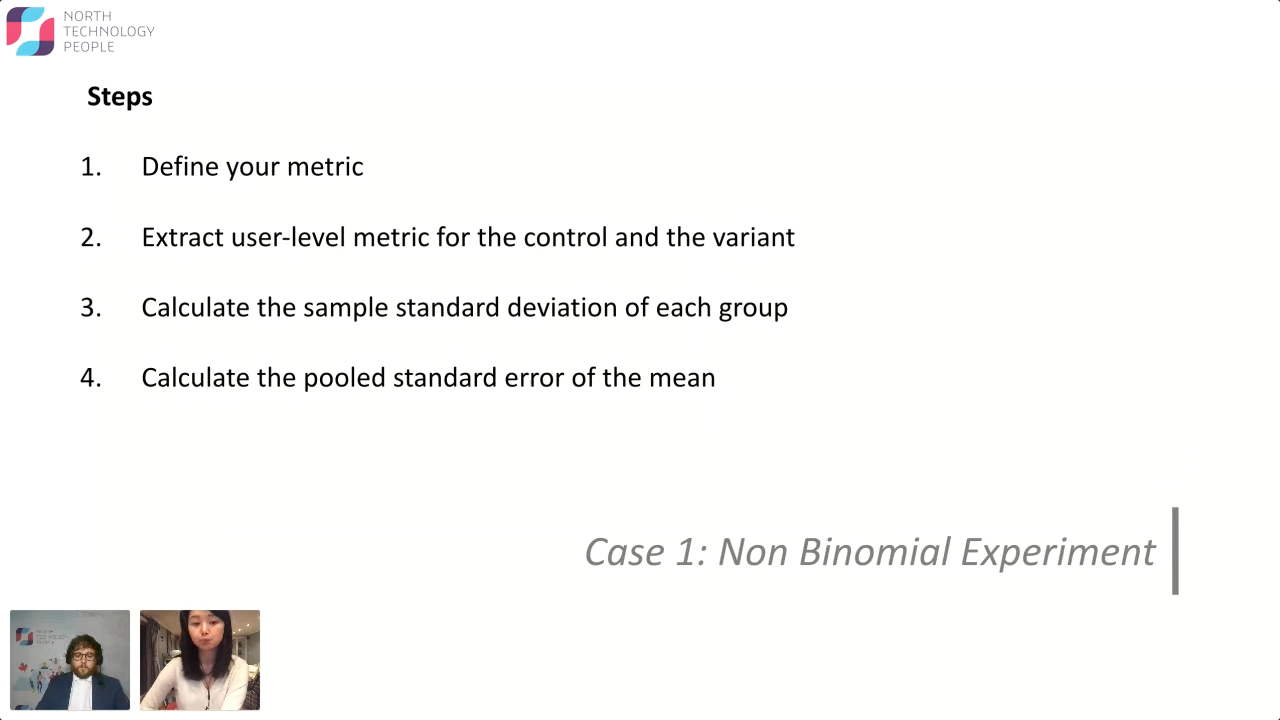 NORTH
TECHNOLOGY
PEOPLE
Steps
1. Define your metric
2. Extract user-level metric for the control and the variant
3. Calculate the sample standard deviation of each group
4. Calculate the pooled standard error of the mean
Case 1: Non Binomial Experiment